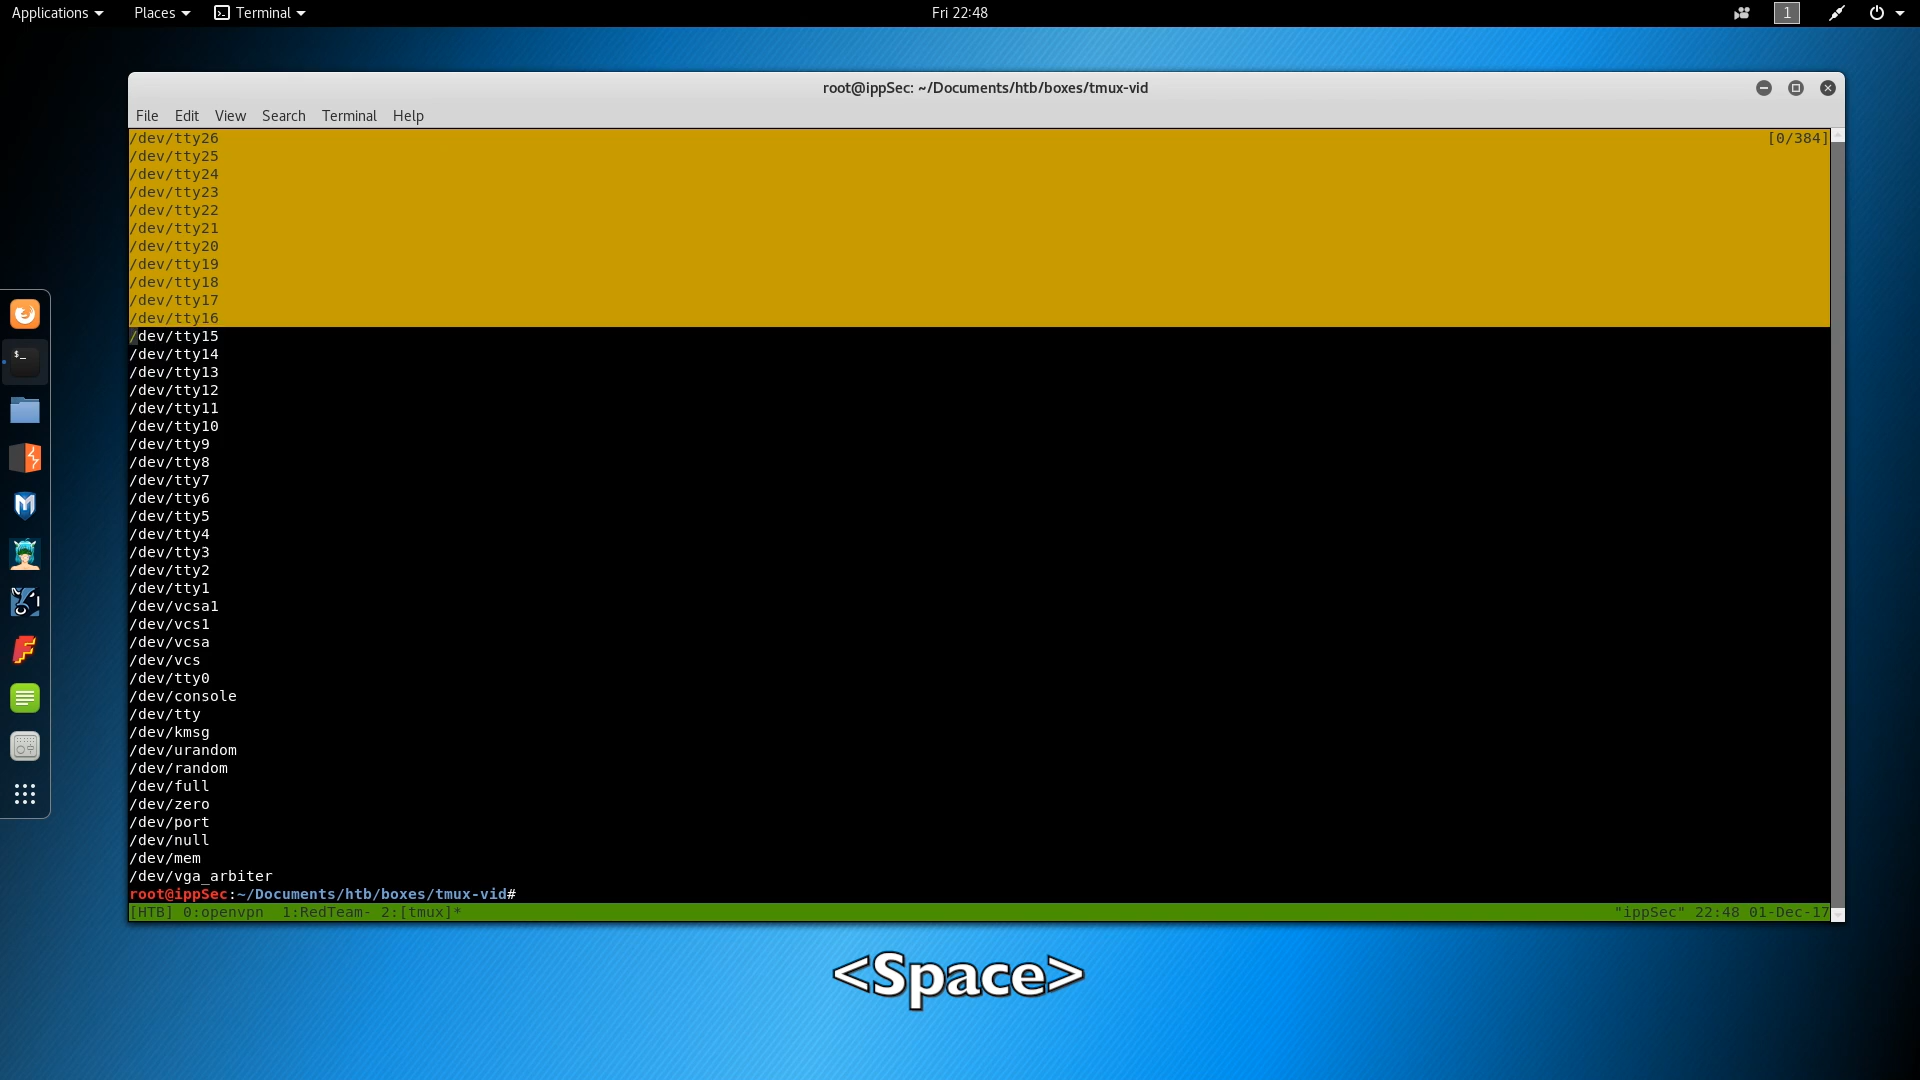 Applications Places Terminal Fri 22:48 1
root@ippSec: ~/Documents/htb/boxes/tmux-vid
File Edit View Search Terminal Help
/dev/tty26 [0/384]
/dev/tty25
/dev/tty24
/dev/tty23
/dev/tty22
/dev/tty21
/dev/tty20
/dev/tty19
/dev/tty18
/dev/tty17
/dev/tty16
/dev/tty15
/dev/tty14
/dev/tty13
/dev/tty12
/dev/tty11
/dev/tty10
/dev/tty9
/dev/tty8
/dev/tty7
/dev/tty6
/dev/tty5
/dev/tty4
/dev/tty3
/dev/tty2
/dev/tty1
/dev/vcsa1
/dev/vcs1
/dev/vcsa
/dev/vcs
/dev/tty0
/dev/console
/dev/tty
/dev/kmsg
/dev/urandom
/dev/random
/dev/full
/dev/zero
/dev/port
/dev/null
/dev/mem
/dev/vga_arbiter
root@ippSec:~/Documents/htb/boxes/tmux-vid#
[HTB] 0:openvpn  1:RedTeam- 2:[tmux]* "ippSec" 22:48 01-Dec-17
<Space>